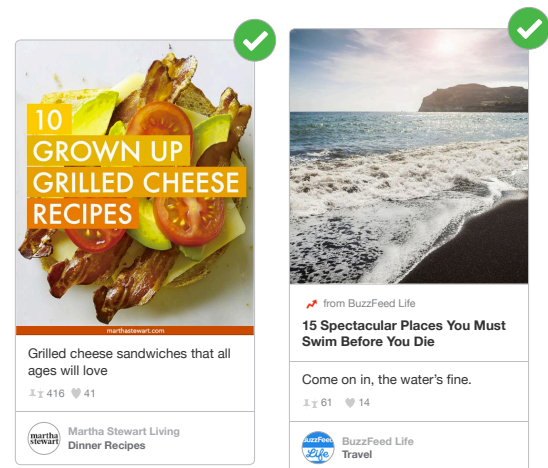 10
GROWN UP
GRILLED CHEESE
RECIPES
marthastewart.com
Grilled cheese sandwiches that all
ages will love
416 41
martha
stewart
Martha Stewart Living
Dinner Recipes
from BuzzFeed Life
15 Spectacular Places You Must
Swim Before You Die
Come on in, the water's fine.
61 14
BuzzFeed
Life
BuzzFeed Life
Travel